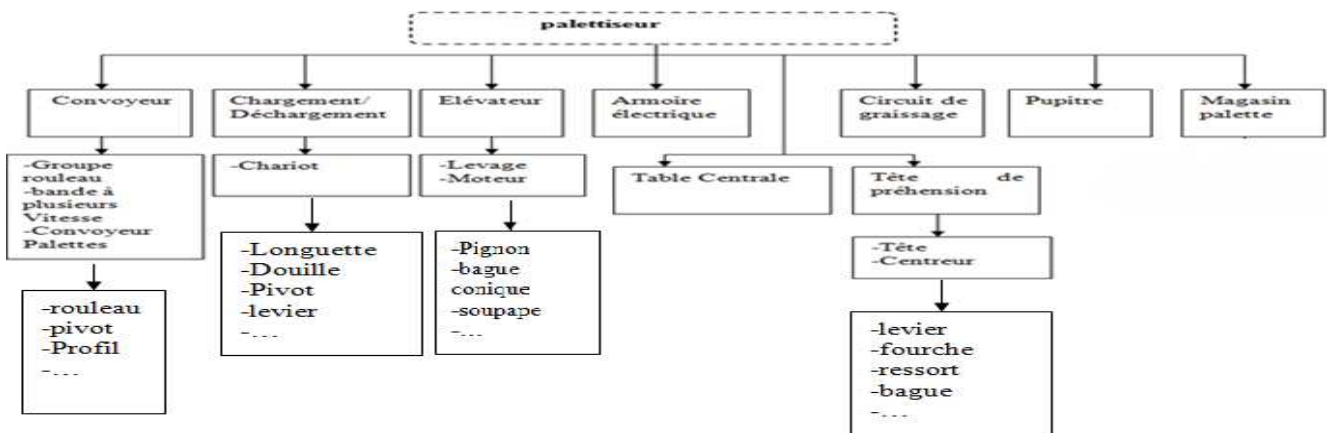 palettiseur
Convoyeur
Chargement/
Déchargement
Elévateur
Armoire
électrique
Circuit de
graissage
Pupitre
Magasin
palette
-Groupe
rouleau
-bande à
plusieurs
Vitesse
-Convoyeur
Palettes
-Chariot
-Levage
-Moteur
Table Centrale
Tête de
préhension
-Tête
-Centreur
-rouleau
-pivot
-Profil
-...
-Longuette
-Douille
-Pivot
-levier
-...
-Pignon
-bague
conique
-soupape
-...
-levier
-fourche
-ressort
-bague
-...